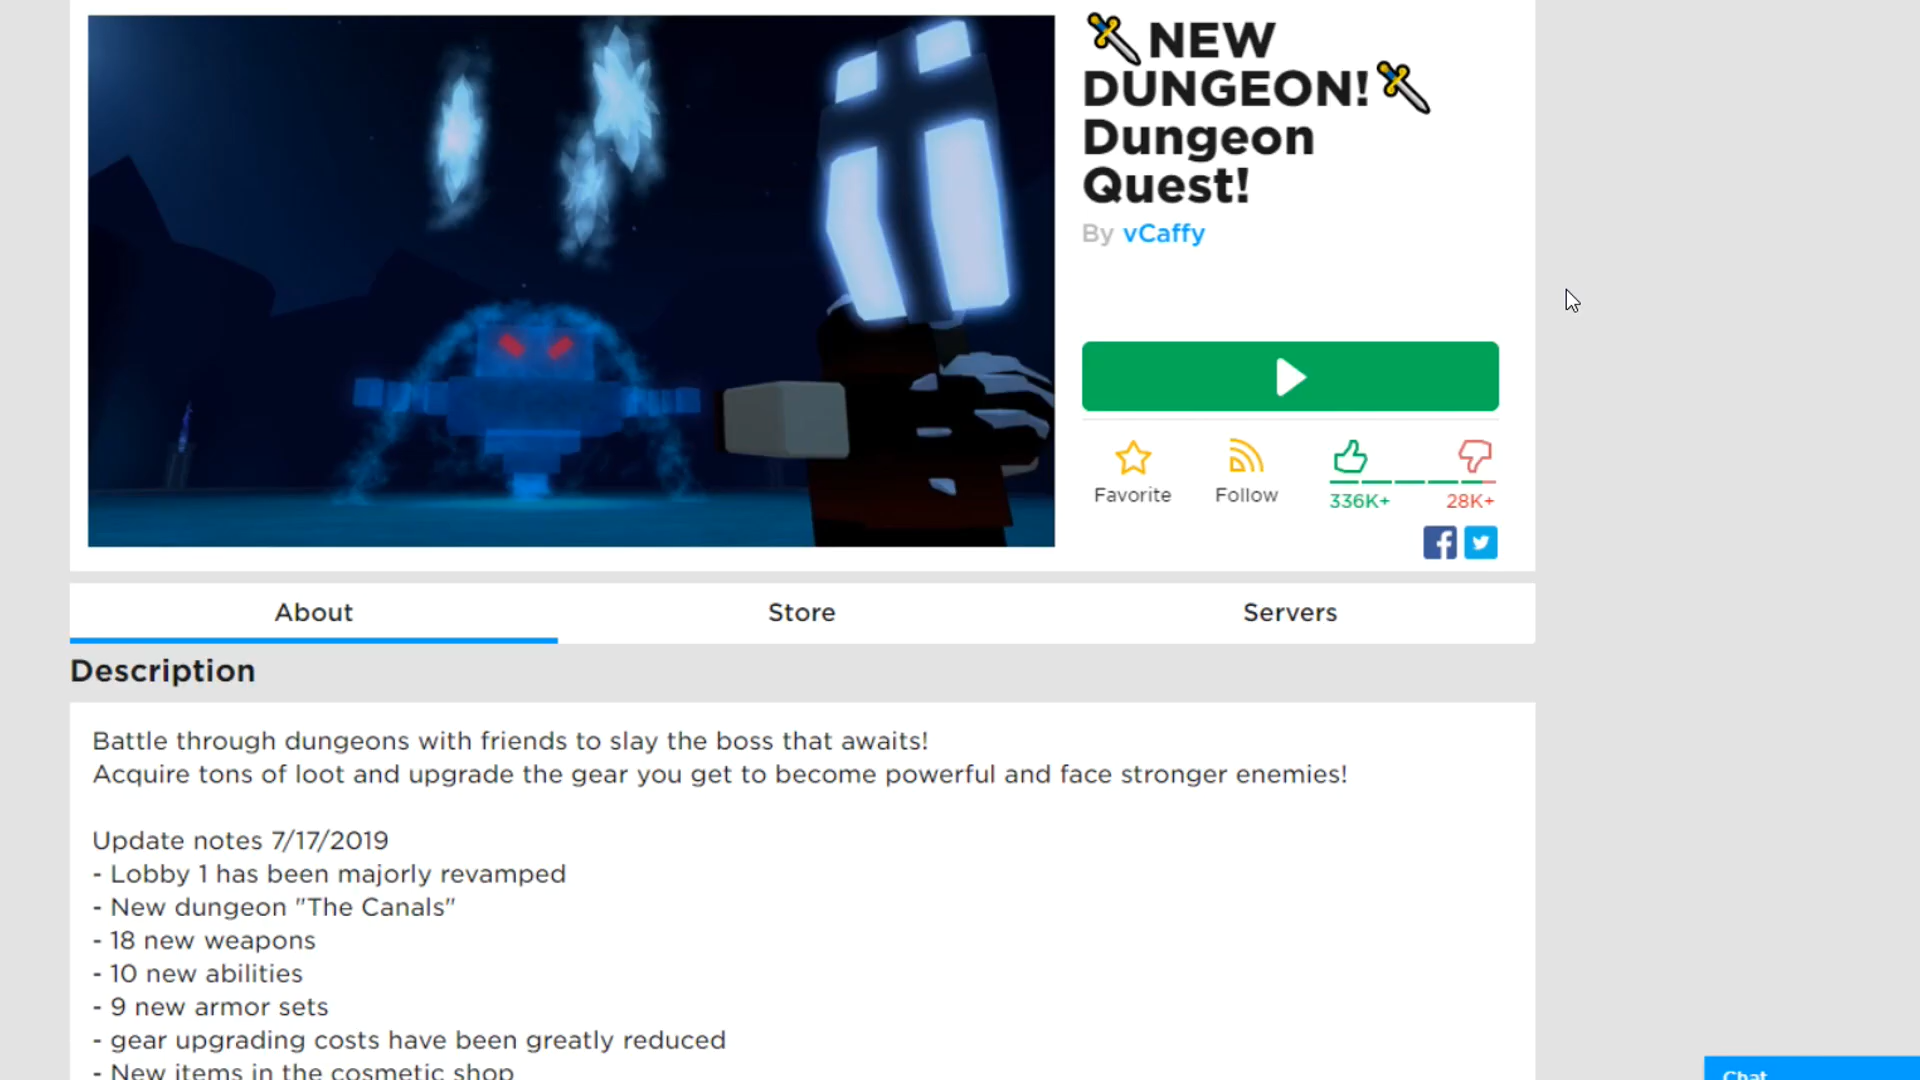 NEW
DUNGEON!
Dungeon
Quest!
By vCaffy
Favorite
Follow
336K+
28K+
About
Store
Servers
Description
Battle through dungeons with friends to slay the boss that awaits!
Acquire tons of loot and upgrade the gear you get to become powerful and face stronger enemies!
Update notes 7/17/2019
- Lobby 1 has been majorly revamped
- New dungeon "The Canals"
- 18 new weapons
- 10 new abilities
- 9 new armor sets
- gear upgrading costs have been greatly reduced
- New items in the cosmetic shop
Chat